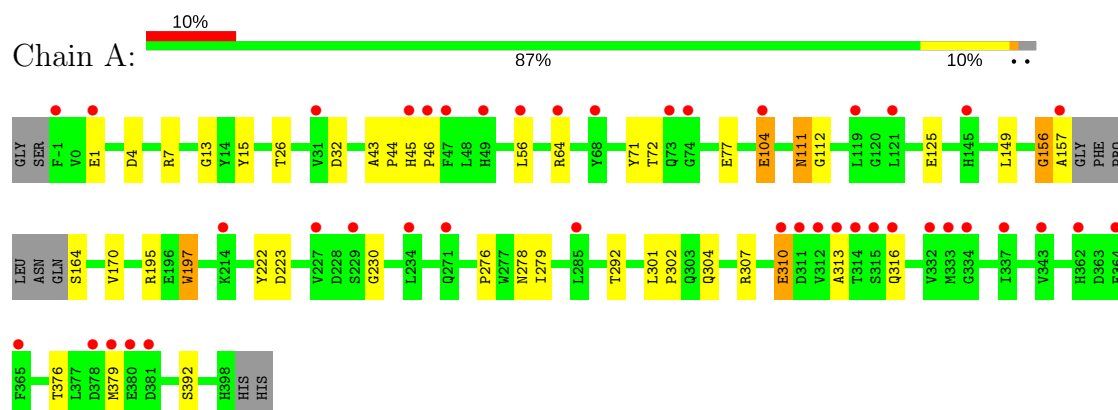 10%
Chain A:
87% 10% • •
GLY SER F-1 V0 E1 D4 R7 G13 Y14 Y15 T26 V31 D32 A43 P44 H45 P46 F47 L48 H49 L56 R64 Y68 Y71 T72 Q73 G74 E77 E104 N111 G112 L119 G120 L121 E125 H145 L149 G156 A157 GLY PHE PRO
LEU ASN GLN S164 V170 R195 E196 W197 K214 Y222 D223 V227 D228 S229 G230 L234 Q271 P276 W277 N278 I279 L285 T292 L301 P302 Q303 Q304 R307 E310 D311 V312 A313 T314 S315 Q316 V332 M333 G334 I337 V343 H362 D363 E364
F365 T376 L377 D378 M379 E380 D381 S392 H398 HIS HIS